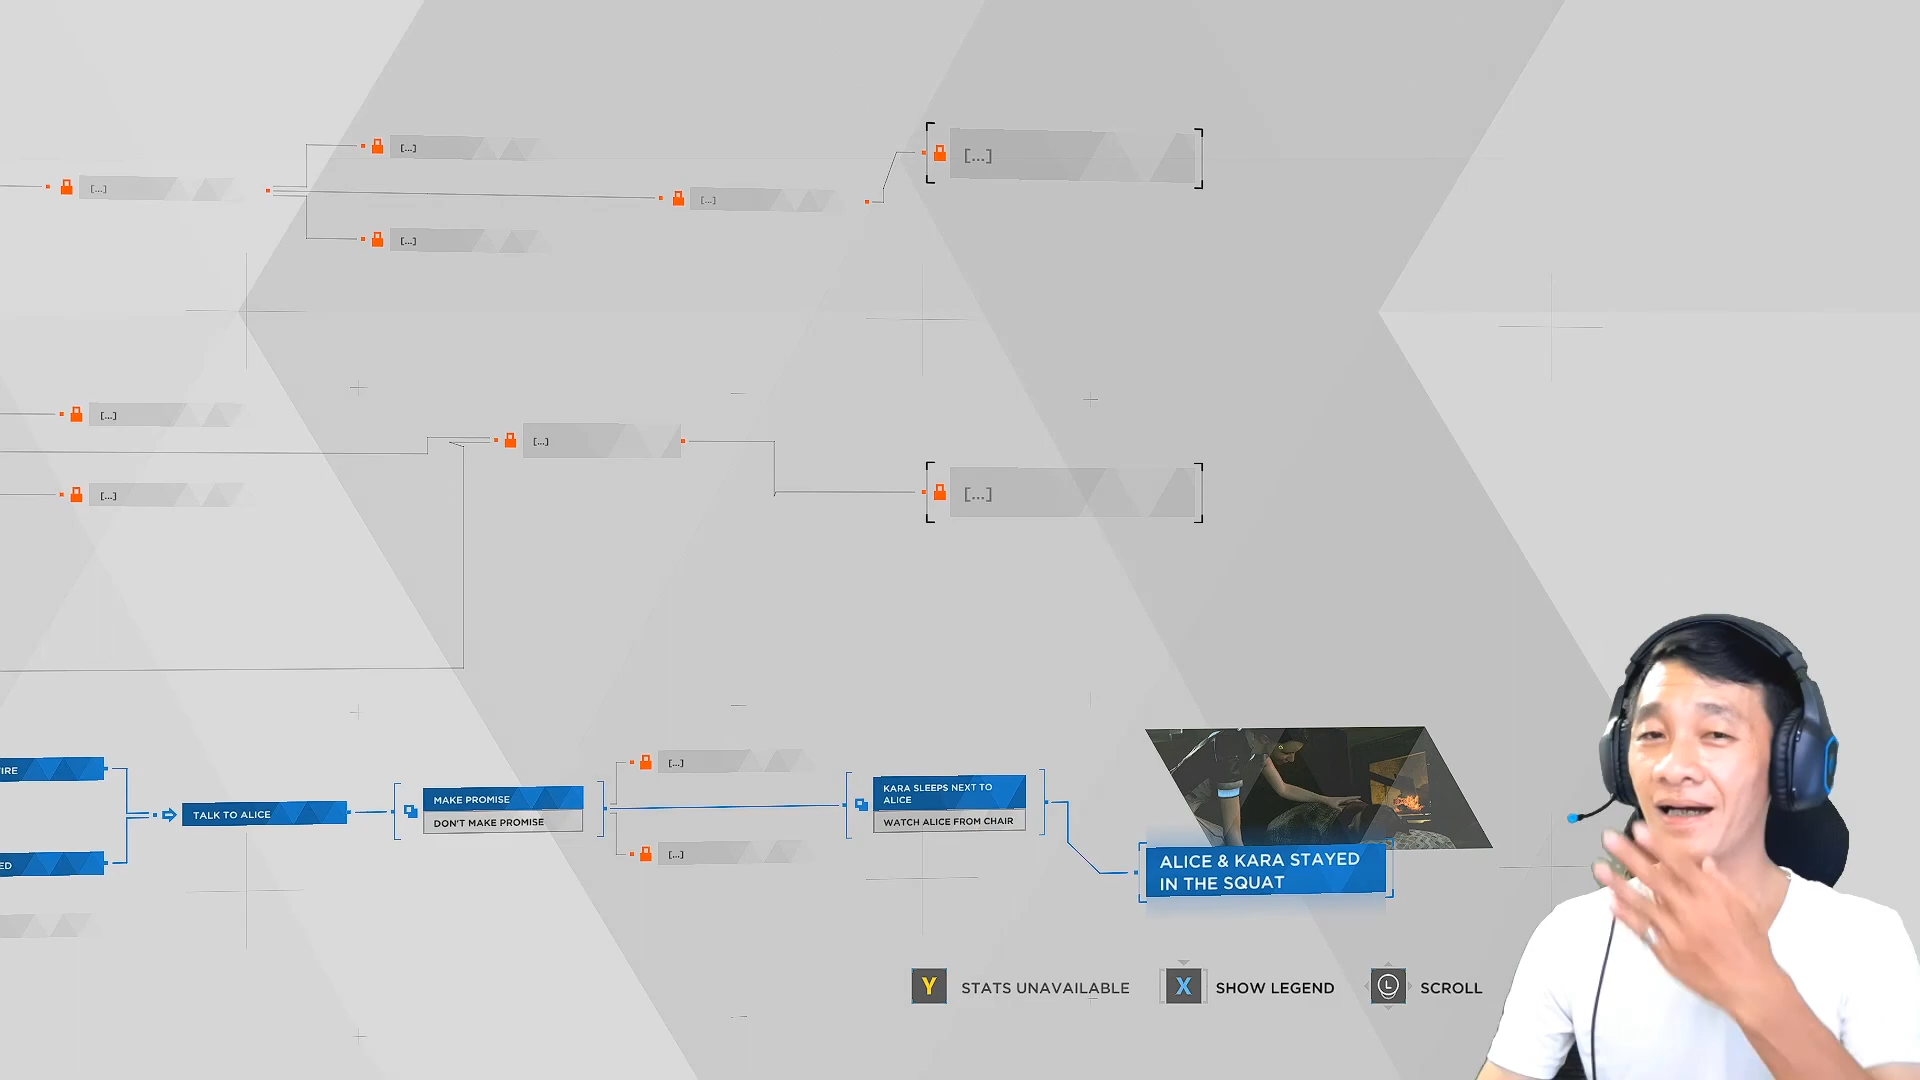 [...]
[...]
[...]
[...]
[...]
[...]
[...]
[...]
[...]
IRE
ED
TALK TO ALICE
MAKE PROMISE
DON'T MAKE PROMISE
[...]
[...]
KARA SLEEPS NEXT TO
ALICE
WATCH ALICE FROM CHAIR
ALICE & KARA STAYED
IN THE SQUAT
Y STATS UNAVAILABLE
X SHOW LEGEND
L SCROLL